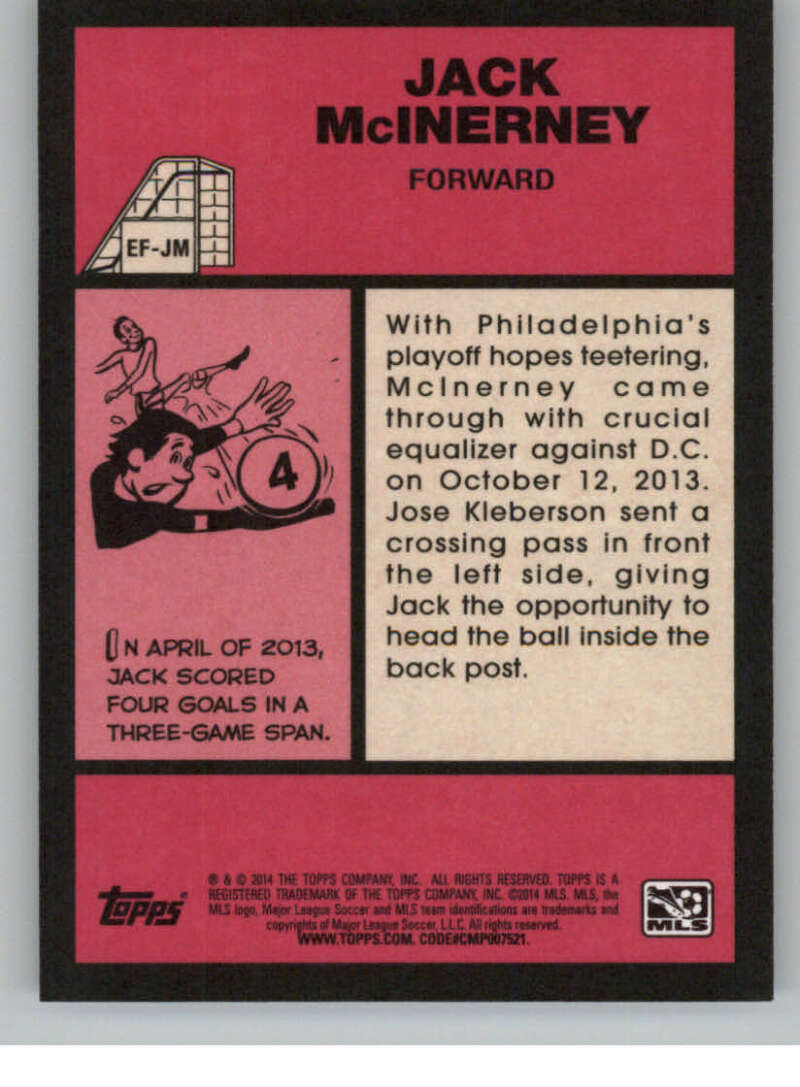 JACK
McINERNEY
FORWARD
EF-JM
4
IN APRIL OF 2013,
JACK SCORED
FOUR GOALS IN A
THREE-GAME SPAN.
With Philadelphia's
playoff hopes teetering,
McInerney came
through with crucial
equalizer against D.C.
on October 12, 2013.
Jose Kleberson sent a
crossing pass in front
the left side, giving
Jack the opportunity to
head the ball inside the
back post.
TOPPS®
® & © 2014 THE TOPPS COMPANY, INC. ALL RIGHTS RESERVED. TOPPS IS A
REGISTERED TRADEMARK OF THE TOPPS COMPANY, INC. ©2014 MLS. MLS, the
MLS logo, Major League Soccer and MLS team identifications are trademarks and
copyrights of Major League Soccer, L.L.C. All rights reserved.
WWW.TOPPS.COM. CODE#CMP007521.
MLS